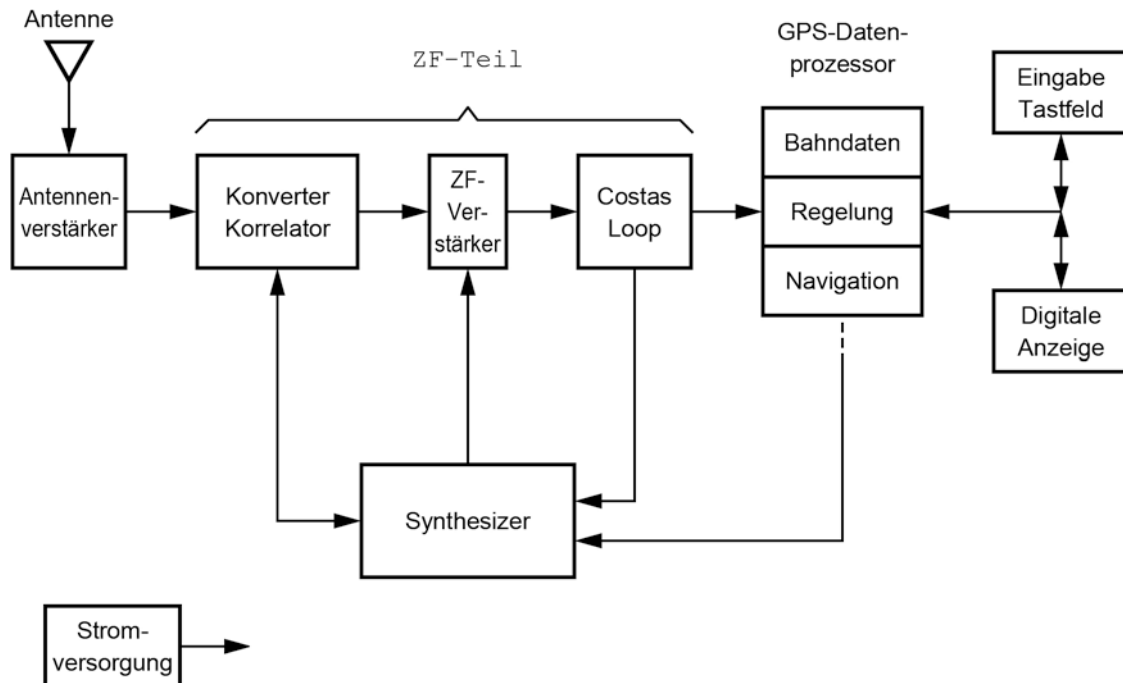 Antenne
ZF-Teil
GPS-Daten-
prozessor
Eingabe
Tastfeld
Antennen-
verstärker
Konverter
Korrelator
ZF-
Ver-
stärker
Costas
Loop
Bahndaten
Regelung
Navigation
Digitale
Anzeige
Synthesizer
Strom-
versorgung